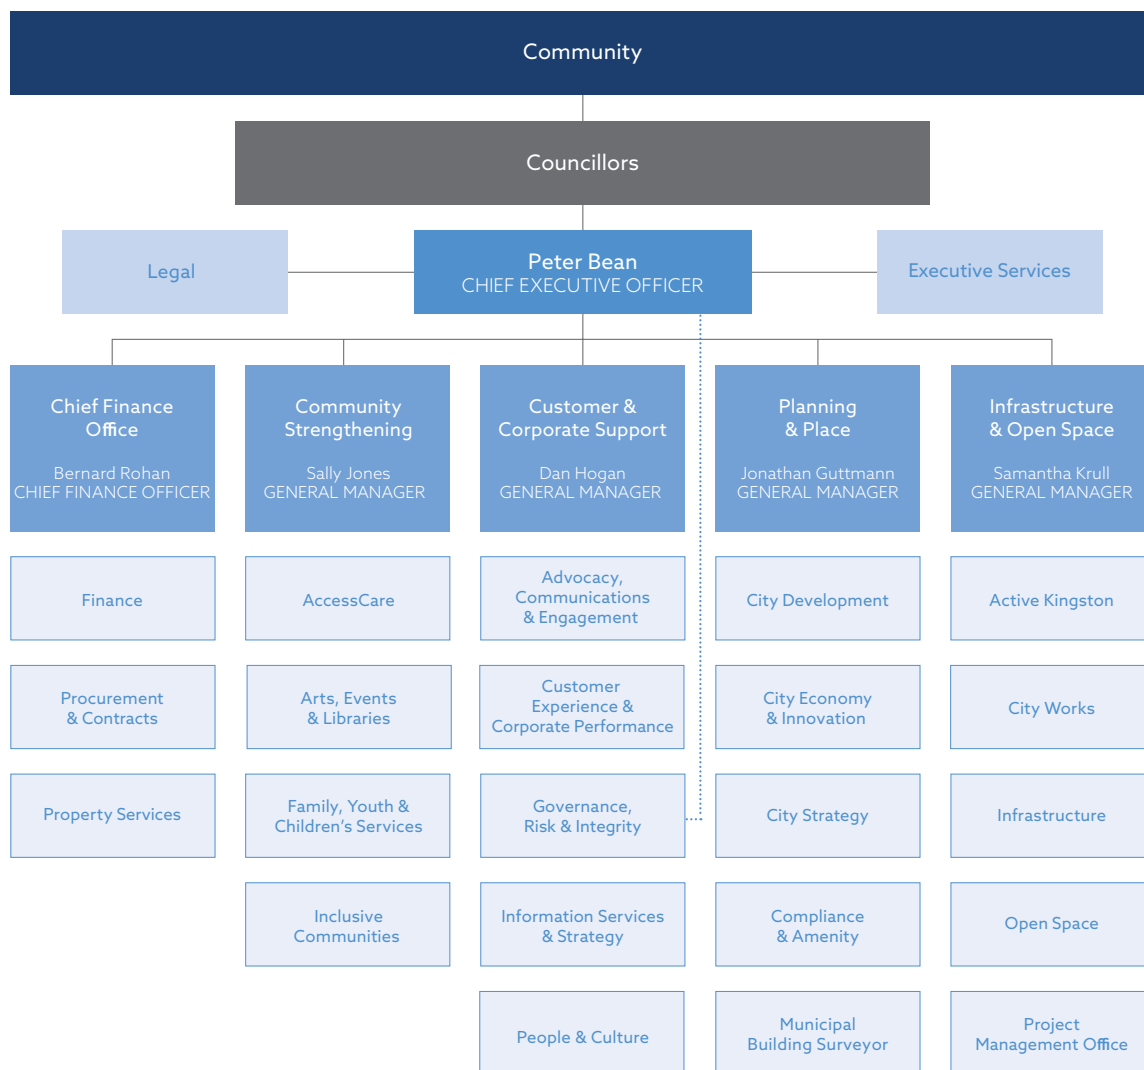 Community
Councillors
Legal
Peter Bean
CHIEF EXECUTIVE OFFICER
Executive Services
Chief Finance
Office
Bernard Rohan
CHIEF FINANCE OFFICER
Community
Strengthening
Sally Jones
GENERAL MANAGER
Customer &
Corporate Support
Dan Hogan
GENERAL MANAGER
Planning
& Place
Jonathan Guttmann
GENERAL MANAGER
Infrastructure
& Open Space
Samantha Krull
GENERAL MANAGER
Finance
AccessCare
Advocacy,
Communications
& Engagement
City Development
Active Kingston
Procurement
& Contracts
Arts, Events
& Libraries
Customer
Experience &
Corporate Performance
City Economy
& Innovation
City Works
Property Services
Family, Youth &
Children’s Services
Governance,
Risk & Integrity
City Strategy
Infrastructure
Inclusive
Communities
Information Services
& Strategy
Compliance
& Amenity
Open Space
People & Culture
Municipal
Building Surveyor
Project
Management Office